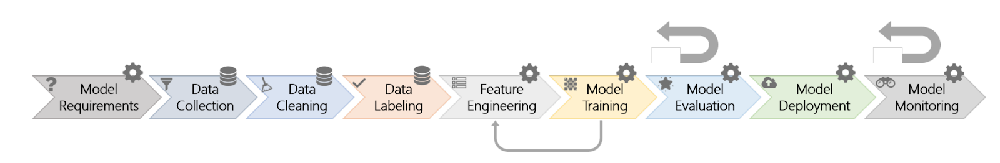 Model
Requirements
Data
Collection
Data
Cleaning
Data
Labeling
Feature
Engineering
Model
Training
Model
Evaluation
Model
Deployment
Model
Monitoring